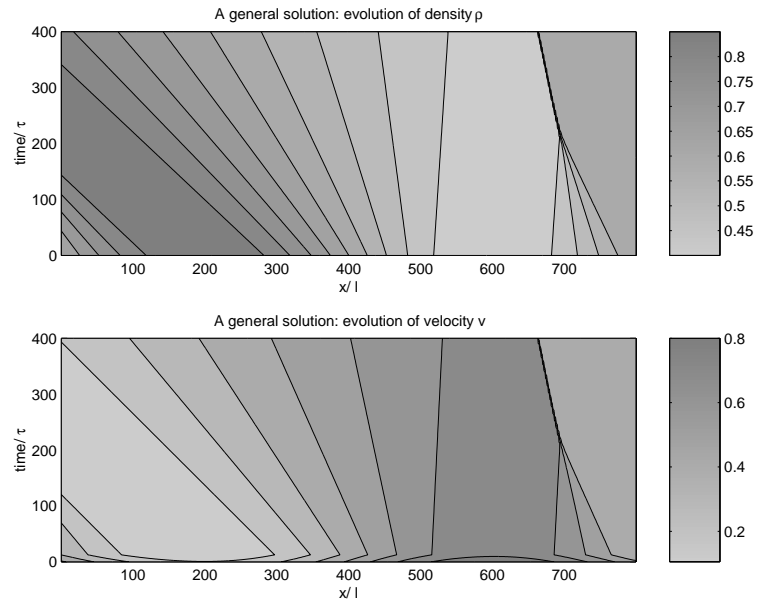 A general solution: evolution of density ρ
400
300
200
100
0
time/ τ
100 200 300 400 500 600 700
x/ l
0.8
0.75
0.7
0.65
0.6
0.55
0.5
0.45
A general solution: evolution of velocity v
400
300
200
100
0
time/ τ
100 200 300 400 500 600 700
x/ l
0.8
0.6
0.4
0.2